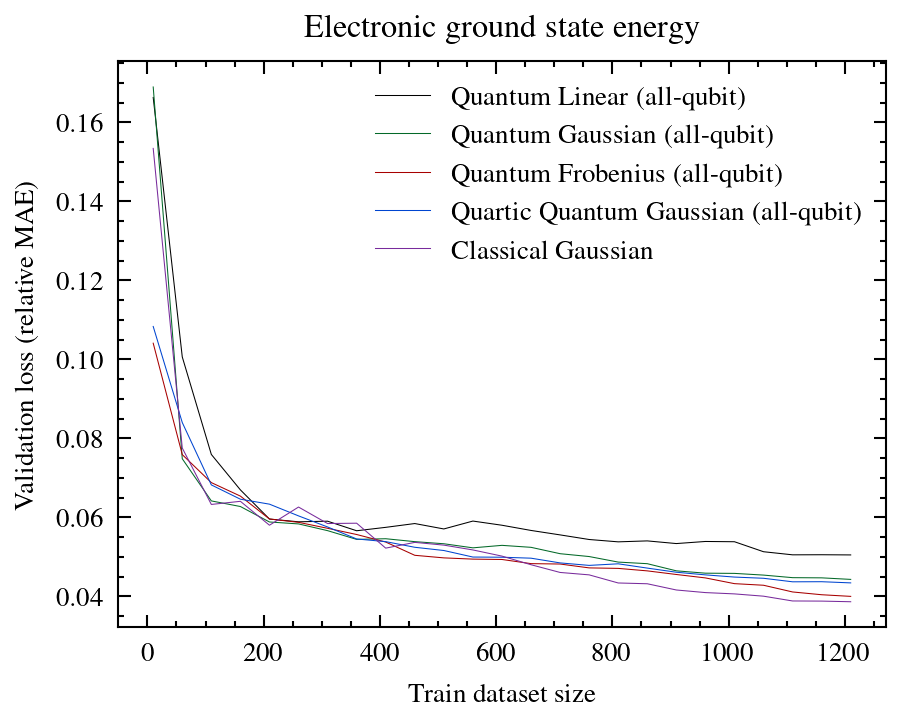 Electronic ground state energy
Quantum Linear (all-qubit)
Quantum Gaussian (all-qubit)
Quantum Frobenius (all-qubit)
Quartic Quantum Gaussian (all-qubit)
Classical Gaussian
Validation loss (relative MAE)
0.16
0.14
0.12
0.10
0.08
0.06
0.04
0 200 400 600 800 1000 1200
Train dataset size